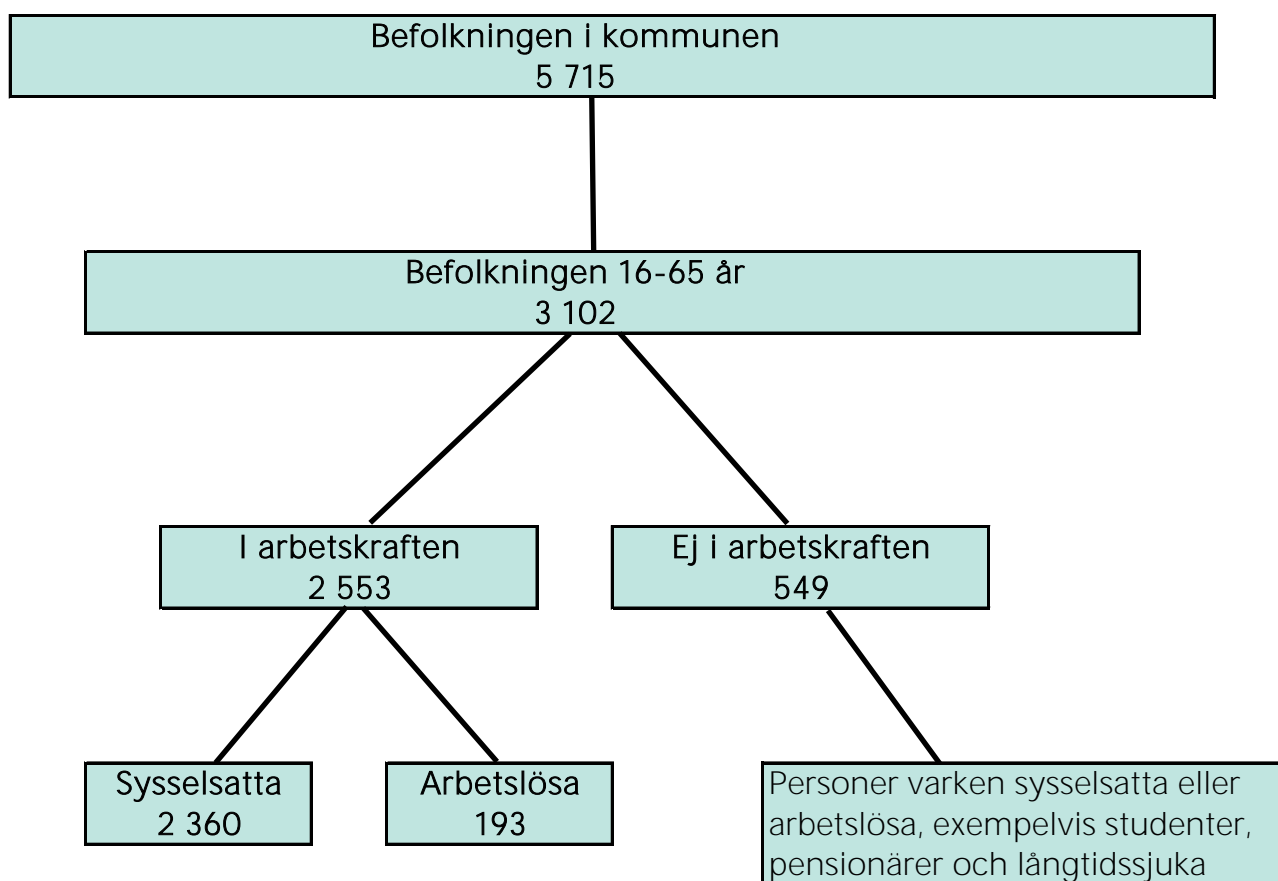 Befolkningen i kommunen
5 715
Befolkningen 16-65 år
3 102
I arbetskraften
2 553
Ej i arbetskraften
549
Sysselsatta
2 360
Arbetslösa
193
Personer varken sysselsatta eller
arbetslösa, exempelvis studenter,
pensionärer och långtidssjuka